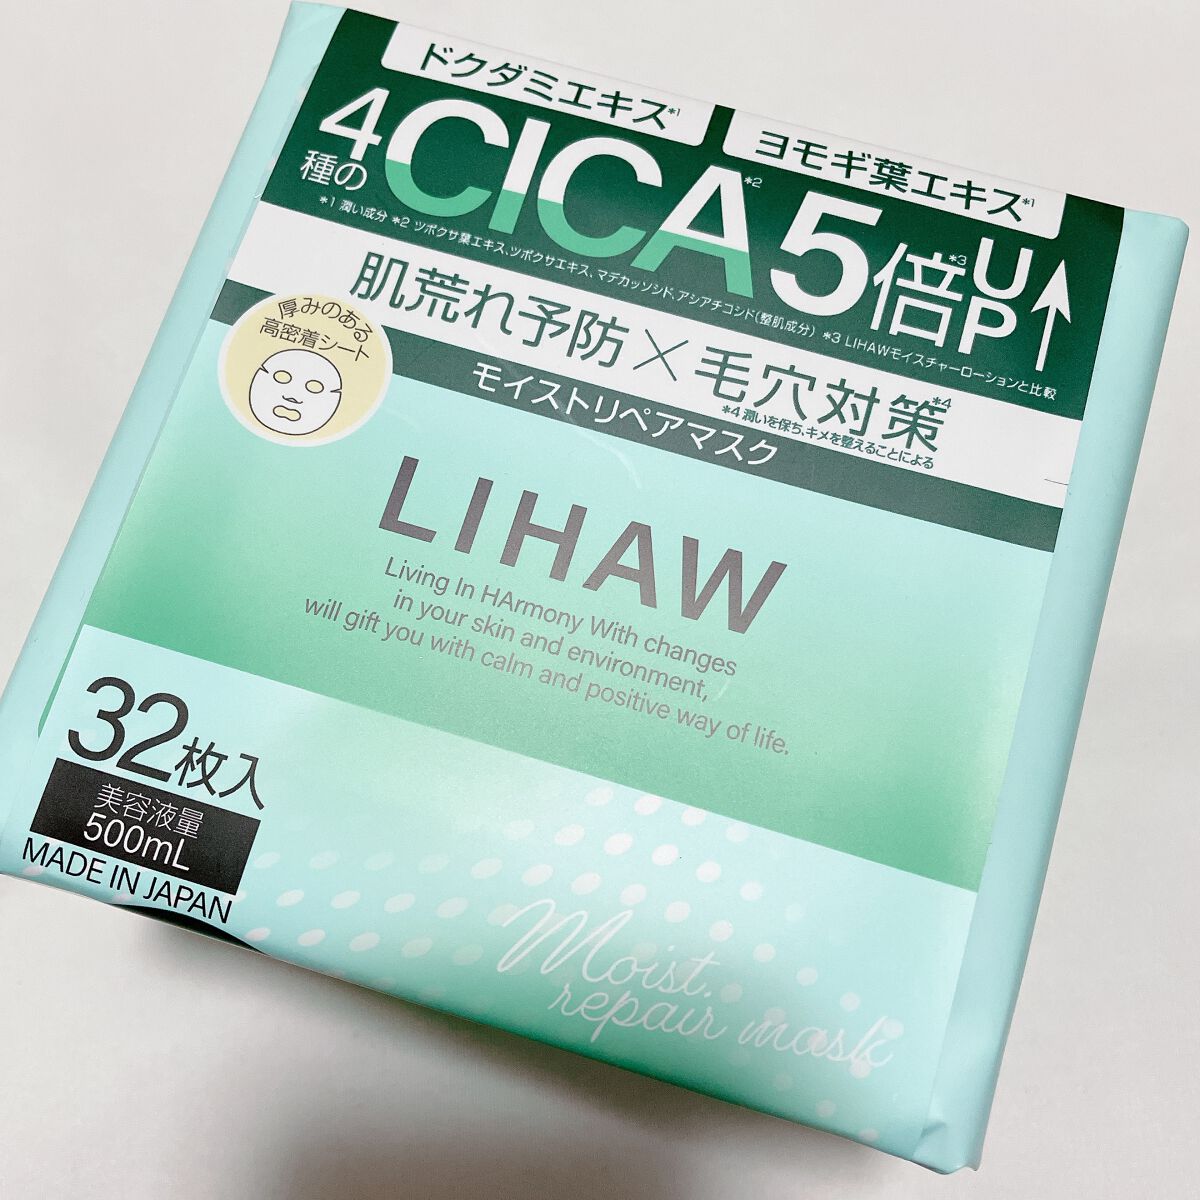 ドクダミエキス*1
ヨモギ葉エキス*1
4種のCICA*2 5倍*3UP
*1 潤い成分 *2 ツボクサ葉エキス、ツボクサエキス、マデカッソシド、アシアチコシド(整肌成分) *3 LIHAWモイスチャーローションと比較
肌荒れ予防×毛穴対策*4
*4 潤いを保ち、キメを整えることによる
厚みのある
高密着シート
モイストリペアマスク
LIHAW
Living In HArmony With changes
in your skin and environment,
will gift you with calm and positive way of life.
32枚入
美容液量
500mL
MADE IN JAPAN
Moist.
repair mask